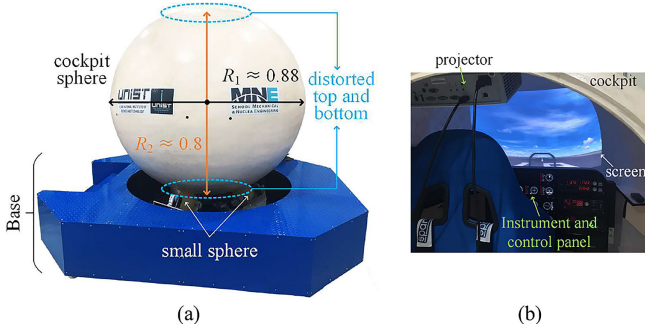 cockpit
sphere
R₁ ≈ 0.88
UNIST
MNE
SCHOOL MECHANICAL
& NUCLEAR ENGINEERING
R₂ ≈ 0.8
distorted
top and
bottom
Base
small sphere
(a)
projector
cockpit
screen
Instrument and
control panel
sparco
(b)